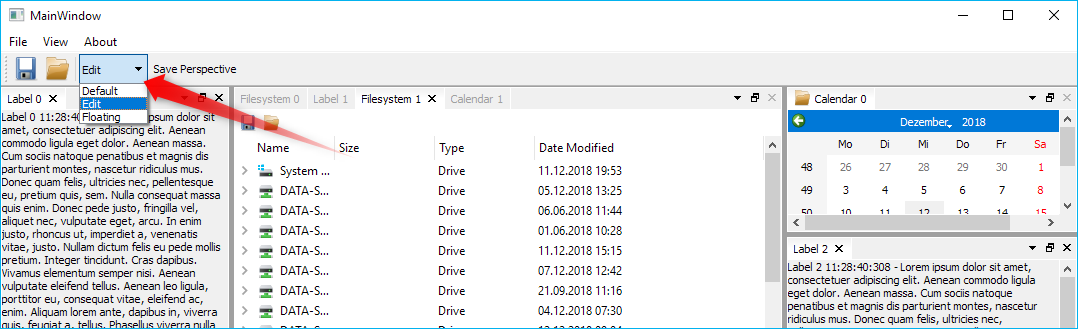 MainWindow
File View About
Edit Save Perspective
Default
Edit
Floating
Label 0
Label 0 11:28:40 ipsum dolor sit
amet, consectetuer adipiscing elit. Aenean
commodo ligula eget dolor. Aenean massa.
Cum sociis natoque penatibus et magnis dis
parturient montes, nascetur ridiculus mus.
Donec quam felis, ultricies nec, pellentesque
eu, pretium quis, sem. Nulla consequat massa
quis enim. Donec pede justo, fringilla vel,
aliquet nec, vulputate eget, arcu. In enim
justo, rhoncus ut, imperdiet a, venenatis
vitae, justo. Nullam dictum felis eu pede mollis
pretium. Integer tincidunt. Cras dapibus.
Vivamus elementum semper nisi. Aenean
vulputate eleifend tellus. Aenean leo ligula,
porttitor eu, consequat vitae, eleifend ac,
enim. Aliquam lorem ante, dapibus in, viverra
quis, feugiat a, tellus. Phasellus viverra nulla
Filesystem 0 Label 1 Filesystem 1 Calendar 1
Name Size Type Date Modified
System ... Drive 11.12.2018 19:53
DATA-S... Drive 05.12.2018 13:25
DATA-S... Drive 06.06.2018 11:44
DATA-S... Drive 01.06.2018 10:28
DATA-S... Drive 11.12.2018 15:15
DATA-S... Drive 07.12.2018 12:42
DATA-S... Drive 21.09.2018 11:16
DATA-S... Drive 04.12.2018 07:30
DATA-S... Drive
Calendar 0
Dezember, 2018
Mo Di Mi Do Fr Sa
48 26 27 28 29 30 1
49 3 4 5 6 7 8
50 10 11 12 13 14 15
Label 2
Label 2 11:28:40:308 - Lorem ipsum dolor sit amet,
consectetuer adipiscing elit. Aenean commodo ligula
eget dolor. Aenean massa. Cum sociis natoque
penatibus et magnis dis parturient montes, nascetur
ridiculus mus. Donec quam felis, ultricies nec,